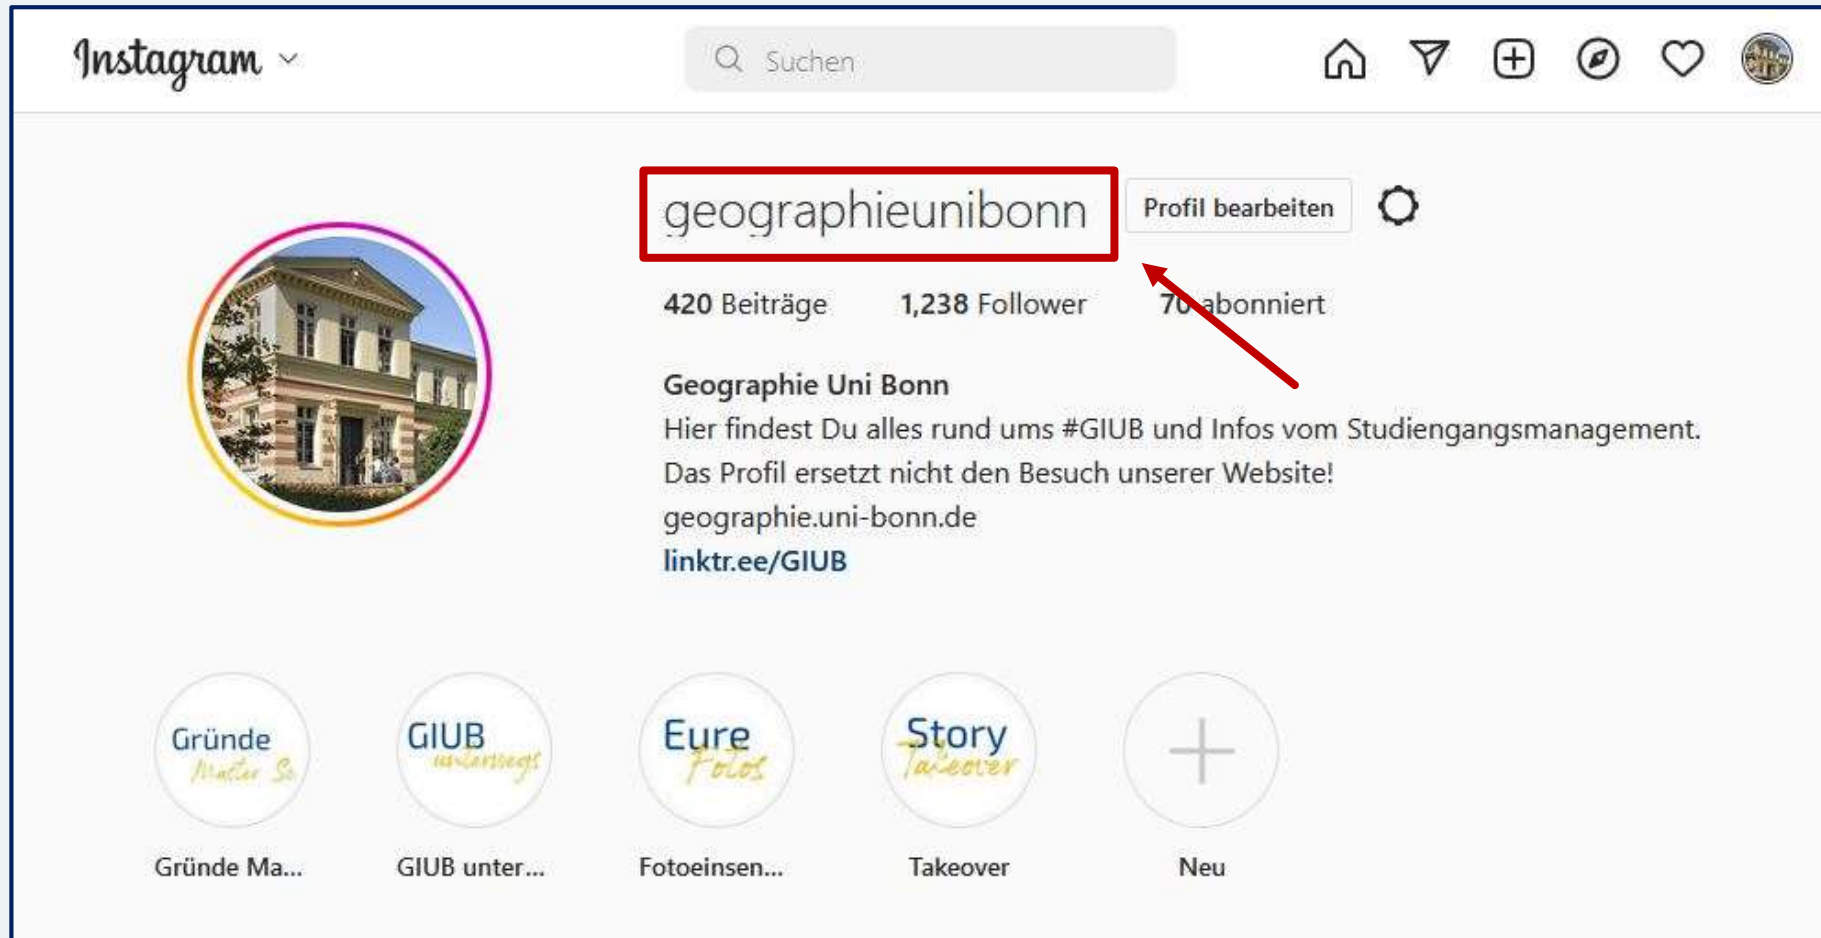 Instagram
Suchen
geographieunibonn
Profil bearbeiten
420 Beiträge 1,238 Follower 70 abonniert
Geographie Uni Bonn
Hier findest Du alles rund ums #GIUB und Infos vom Studiengangsmanagement.
Das Profil ersetzt nicht den Besuch unserer Website!
geographie.uni-bonn.de
linktr.ee/GIUB
Gründe
Master Sc
GIUB
unterwegs
Eure
Fotos
Story
Takeover
Gründe Ma...
GIUB unter...
Fotoeinsen...
Takeover
Neu